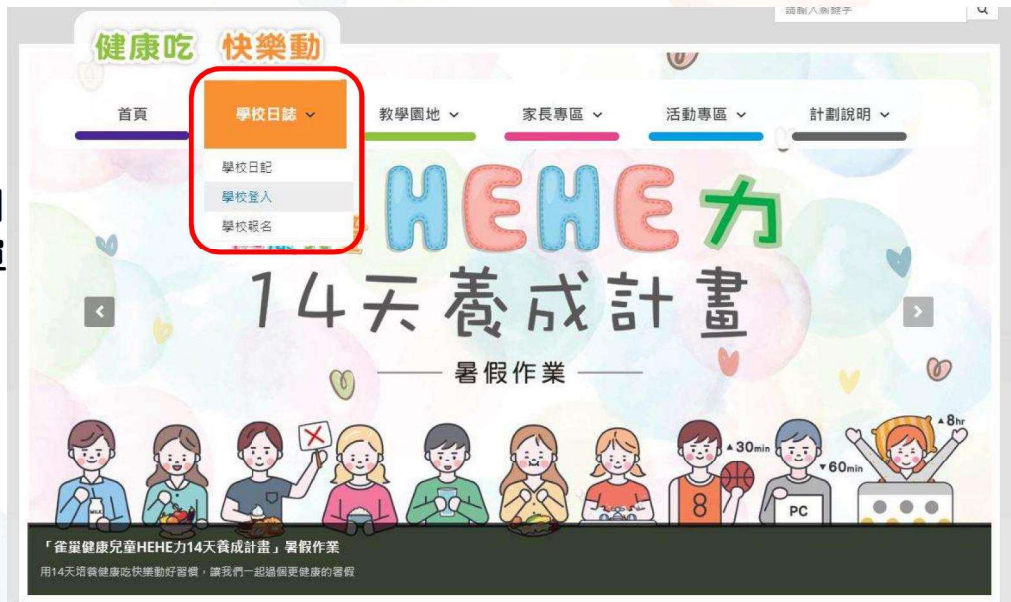 請輸入關鍵字
健康吃 快樂動
首頁
學校日誌
教學園地
家長專區
活動專區
計劃說明
學校日記
學校登入
學校報名
HEHE力
14天養成計畫
暑假作業
▲8hr
▲30min
▼60min
MILK
8
PC
「雀巢健康兒童HEHE力14天養成計畫」暑假作業
用14天培養健康吃快樂動好習慣，讓我們一起過個更健康的暑假